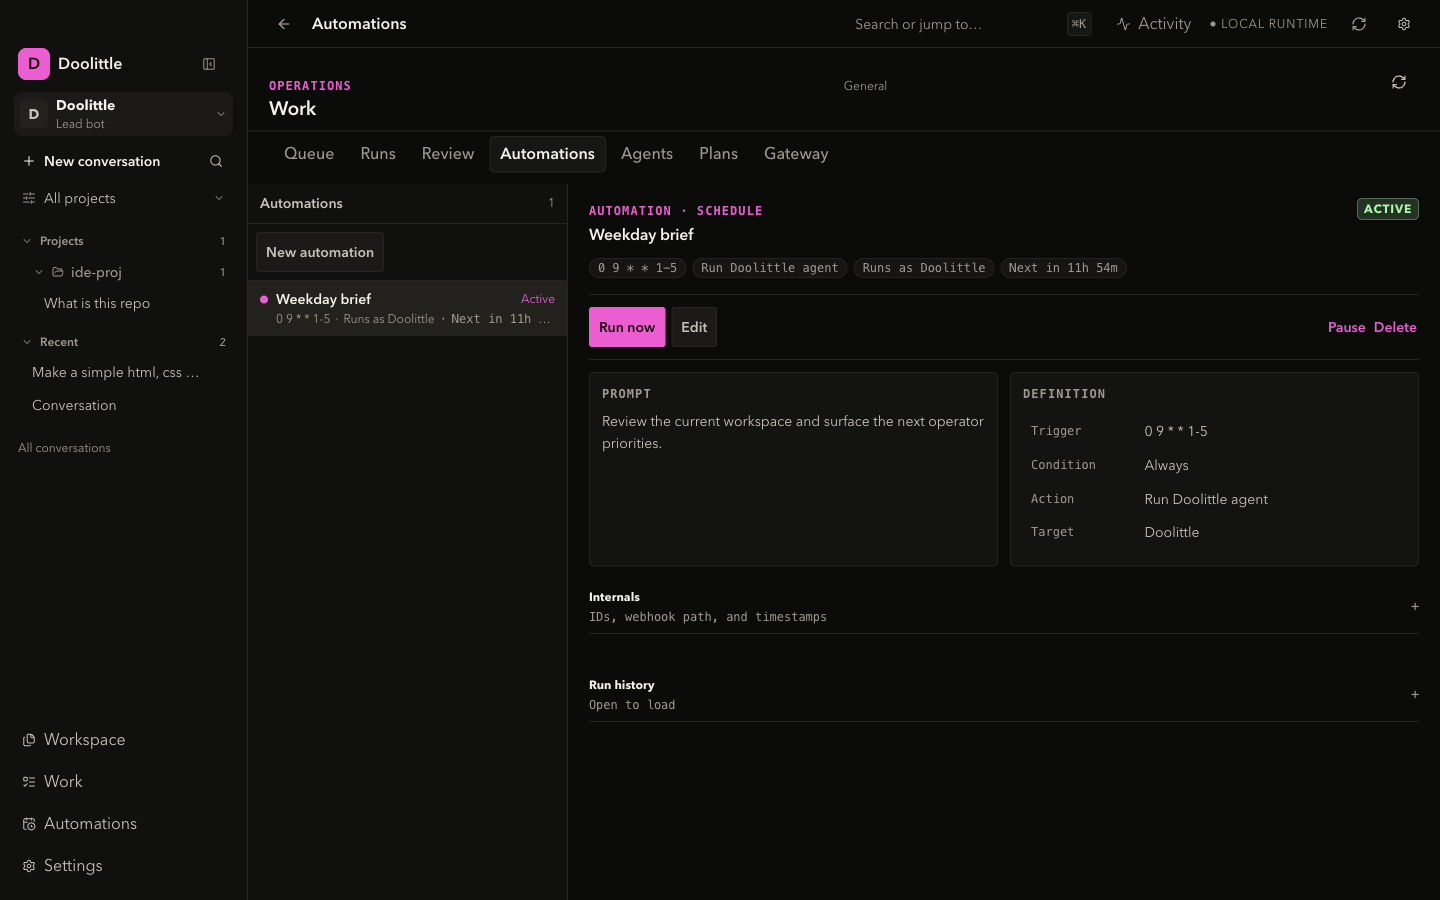 D
Doolittle
D
Doolittle
Lead bot
New conversation
All projects
Projects 1
ide-proj 1
What is this repo
Recent 2
Make a simple html, css …
Conversation
All conversations
Workspace
Work
Automations
Settings
Automations
Search or jump to…
⌘K
Activity
LOCAL RUNTIME
OPERATIONS
Work
General
Queue Runs Review Automations Agents Plans Gateway
Automations 1
New automation
Weekday brief Active
0 9 * * 1-5 · Runs as Doolittle · Next in 11h …
AUTOMATION · SCHEDULE
ACTIVE
Weekday brief
0 9 * * 1-5 Run Doolittle agent Runs as Doolittle Next in 11h 54m
Run now Edit Pause Delete
PROMPT
Review the current workspace and surface the next operator
priorities.
DEFINITION
Trigger 0 9 * * 1-5
Condition Always
Action Run Doolittle agent
Target Doolittle
Internals
IDs, webhook path, and timestamps
+
Run history
Open to load
+